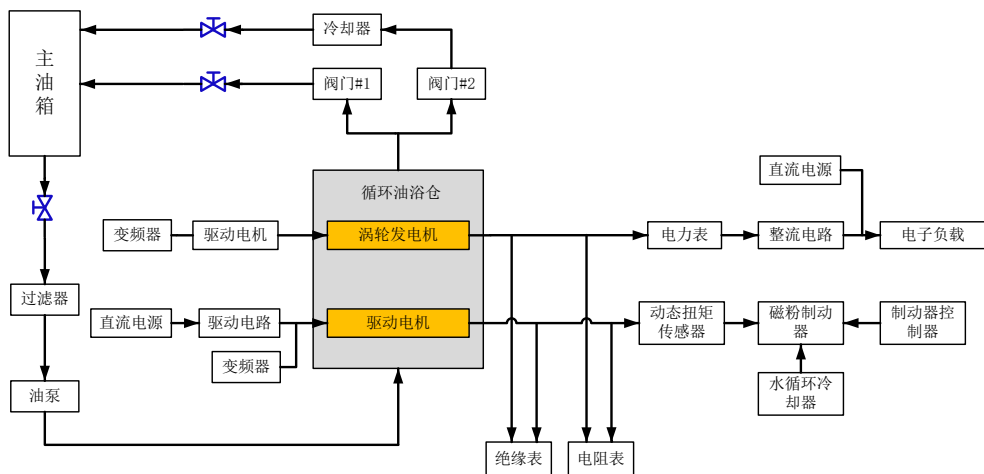 主
油
箱
冷却器
阀门#1
阀门#2
循环油浴仓
直流电源
变频器
驱动电机
涡轮发电机
电力表
整流电路
电子负载
过滤器
直流电源
驱动电路
驱动电机
动态扭矩
传感器
磁粉制动
器
制动器控
制器
变频器
油泵
水循环冷
却器
绝缘表
电阻表